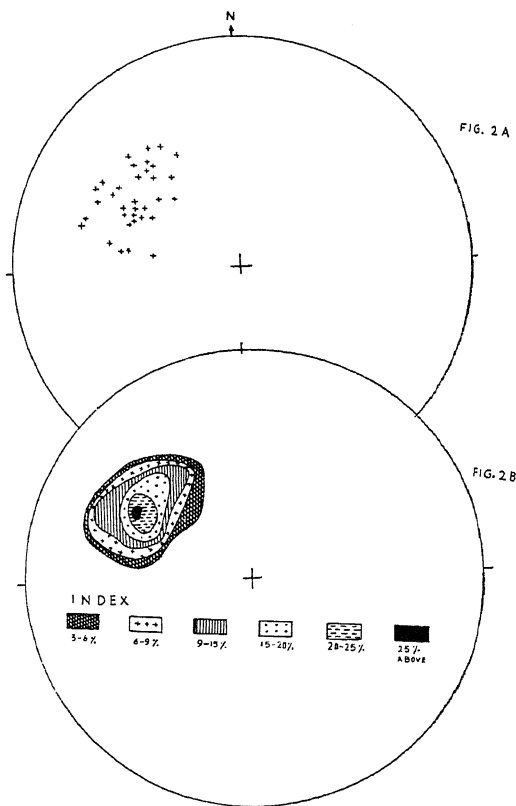 N
FIG. 2A
FIG. 2B
INDEX
3-6%
6-9%
9-15%
15-20%
20-25%
25%
ABOVE